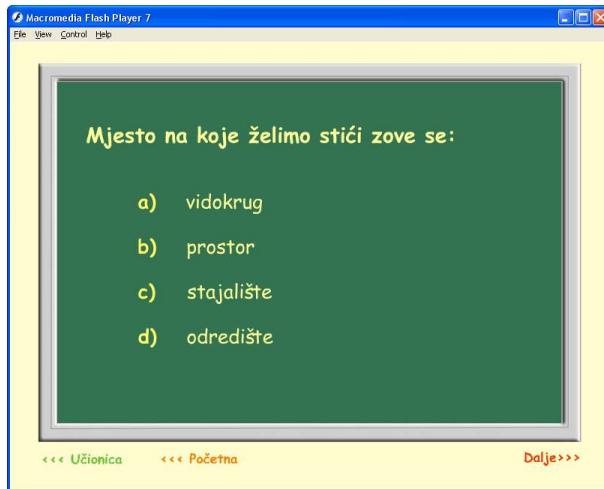 Macromedia Flash Player 7
File View Control Help
Mjesto na koje želimo stići zove se:
a) vidokrug
b) prostor
c) stajalište
d) odredište
<<< Učionica <<< Početna Dalje>>>